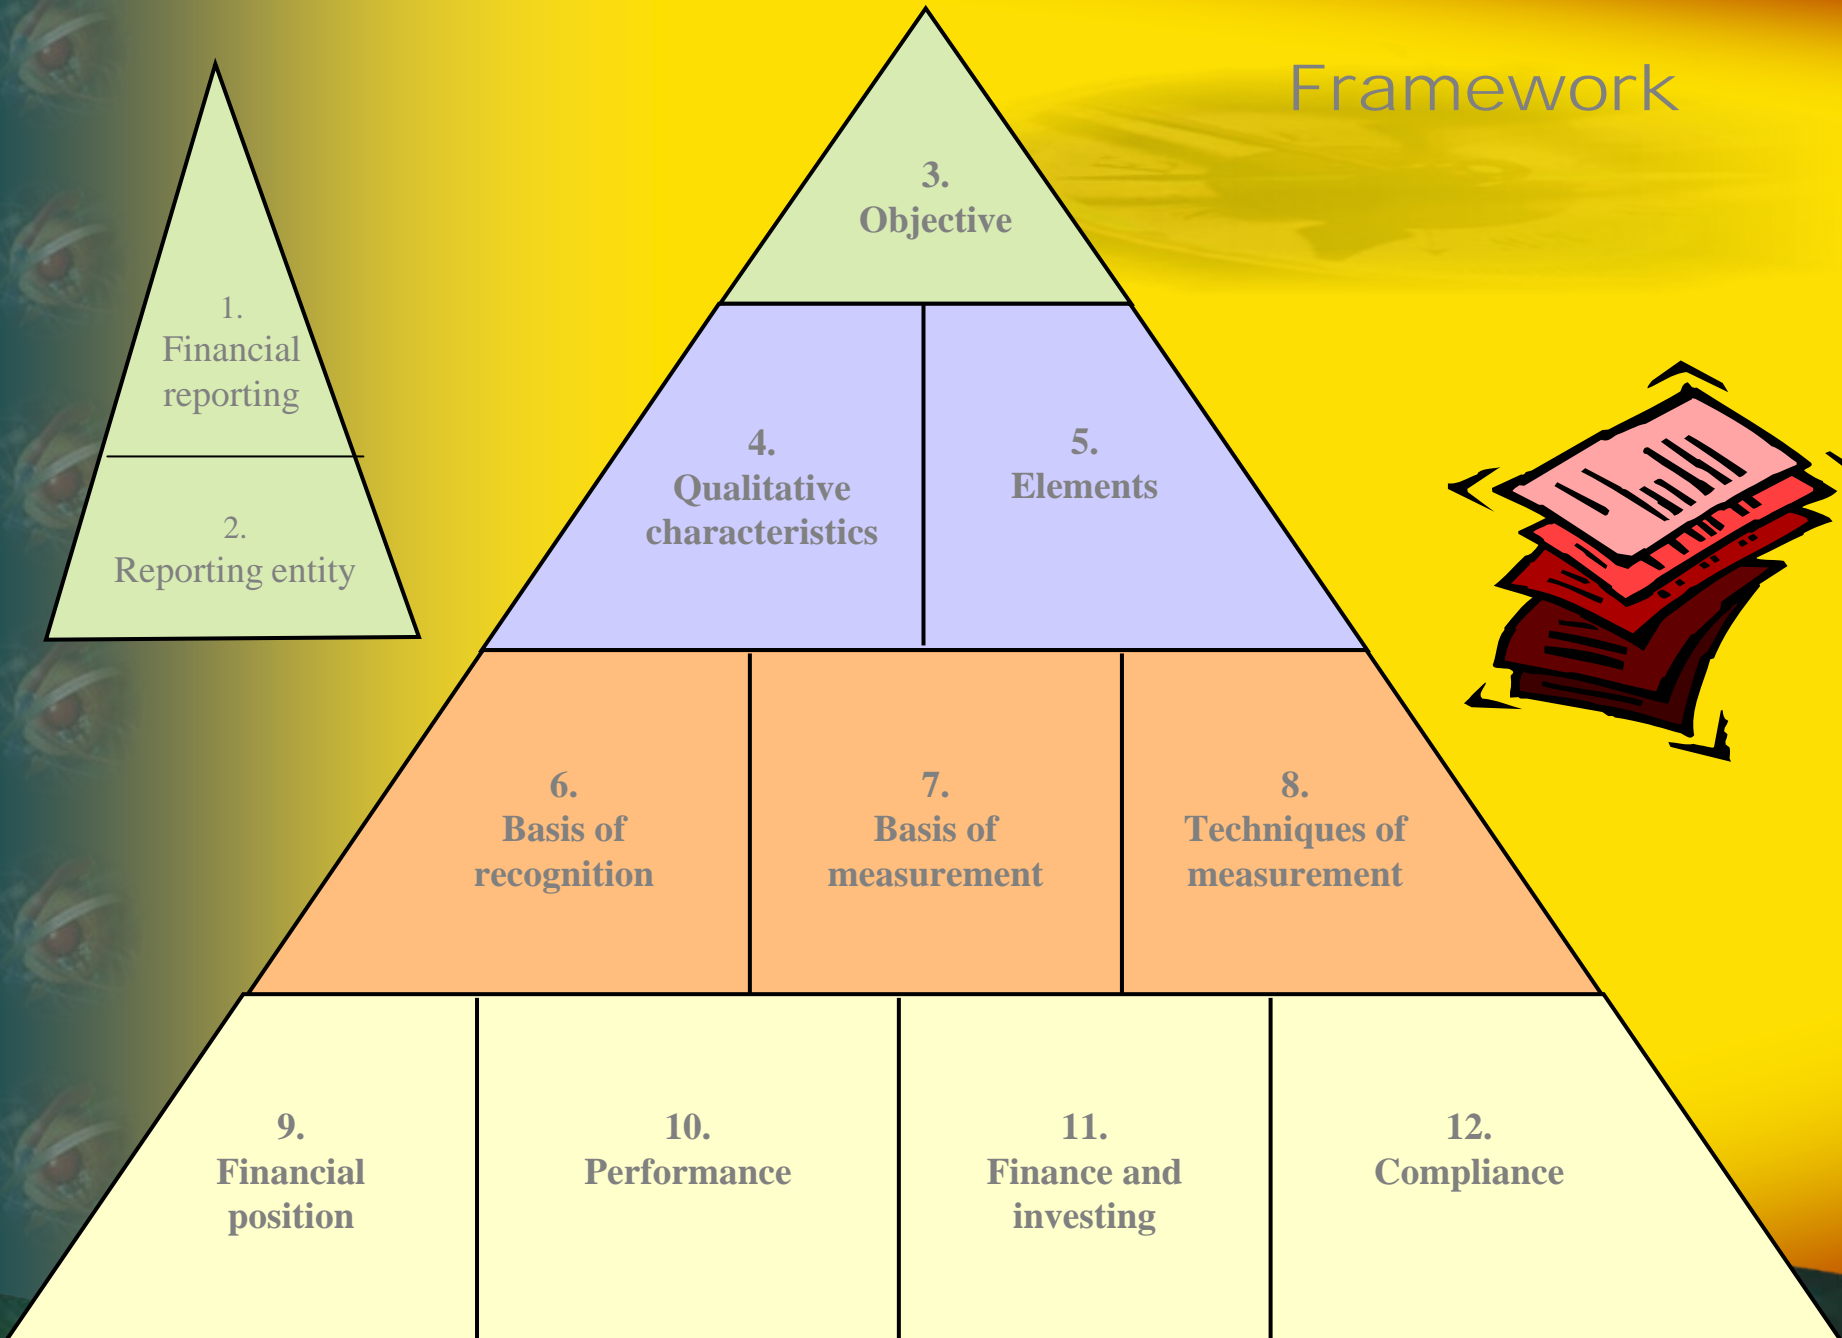 Framework
1.
Financial
reporting
2.
Reporting entity
3.
Objective
4.
Qualitative
characteristics
5.
Elements
6.
Basis of
recognition
7.
Basis of
measurement
8.
Techniques of
measurement
9.
Financial
position
10.
Performance
11.
Finance and
investing
12.
Compliance